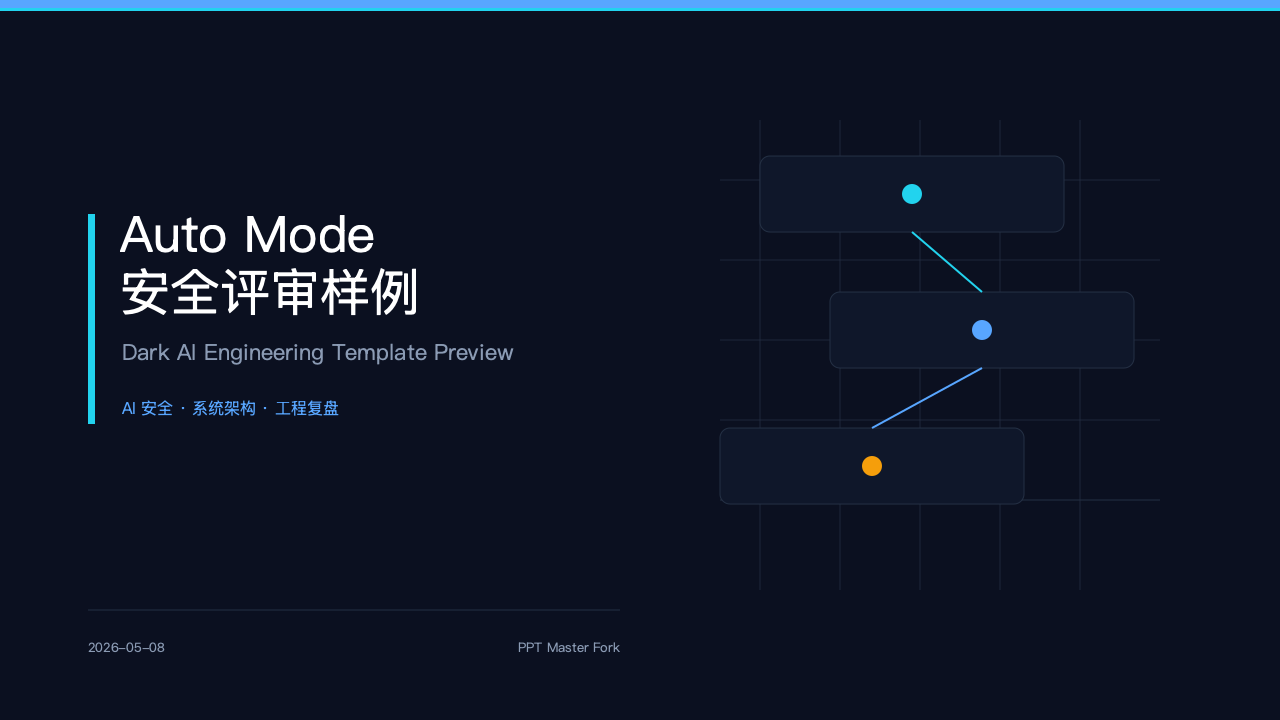 Auto Mode
安全评审样例
Dark AI Engineering Template Preview
AI 安全 · 系统架构 · 工程复盘
2026–05–08
PPT Master Fork